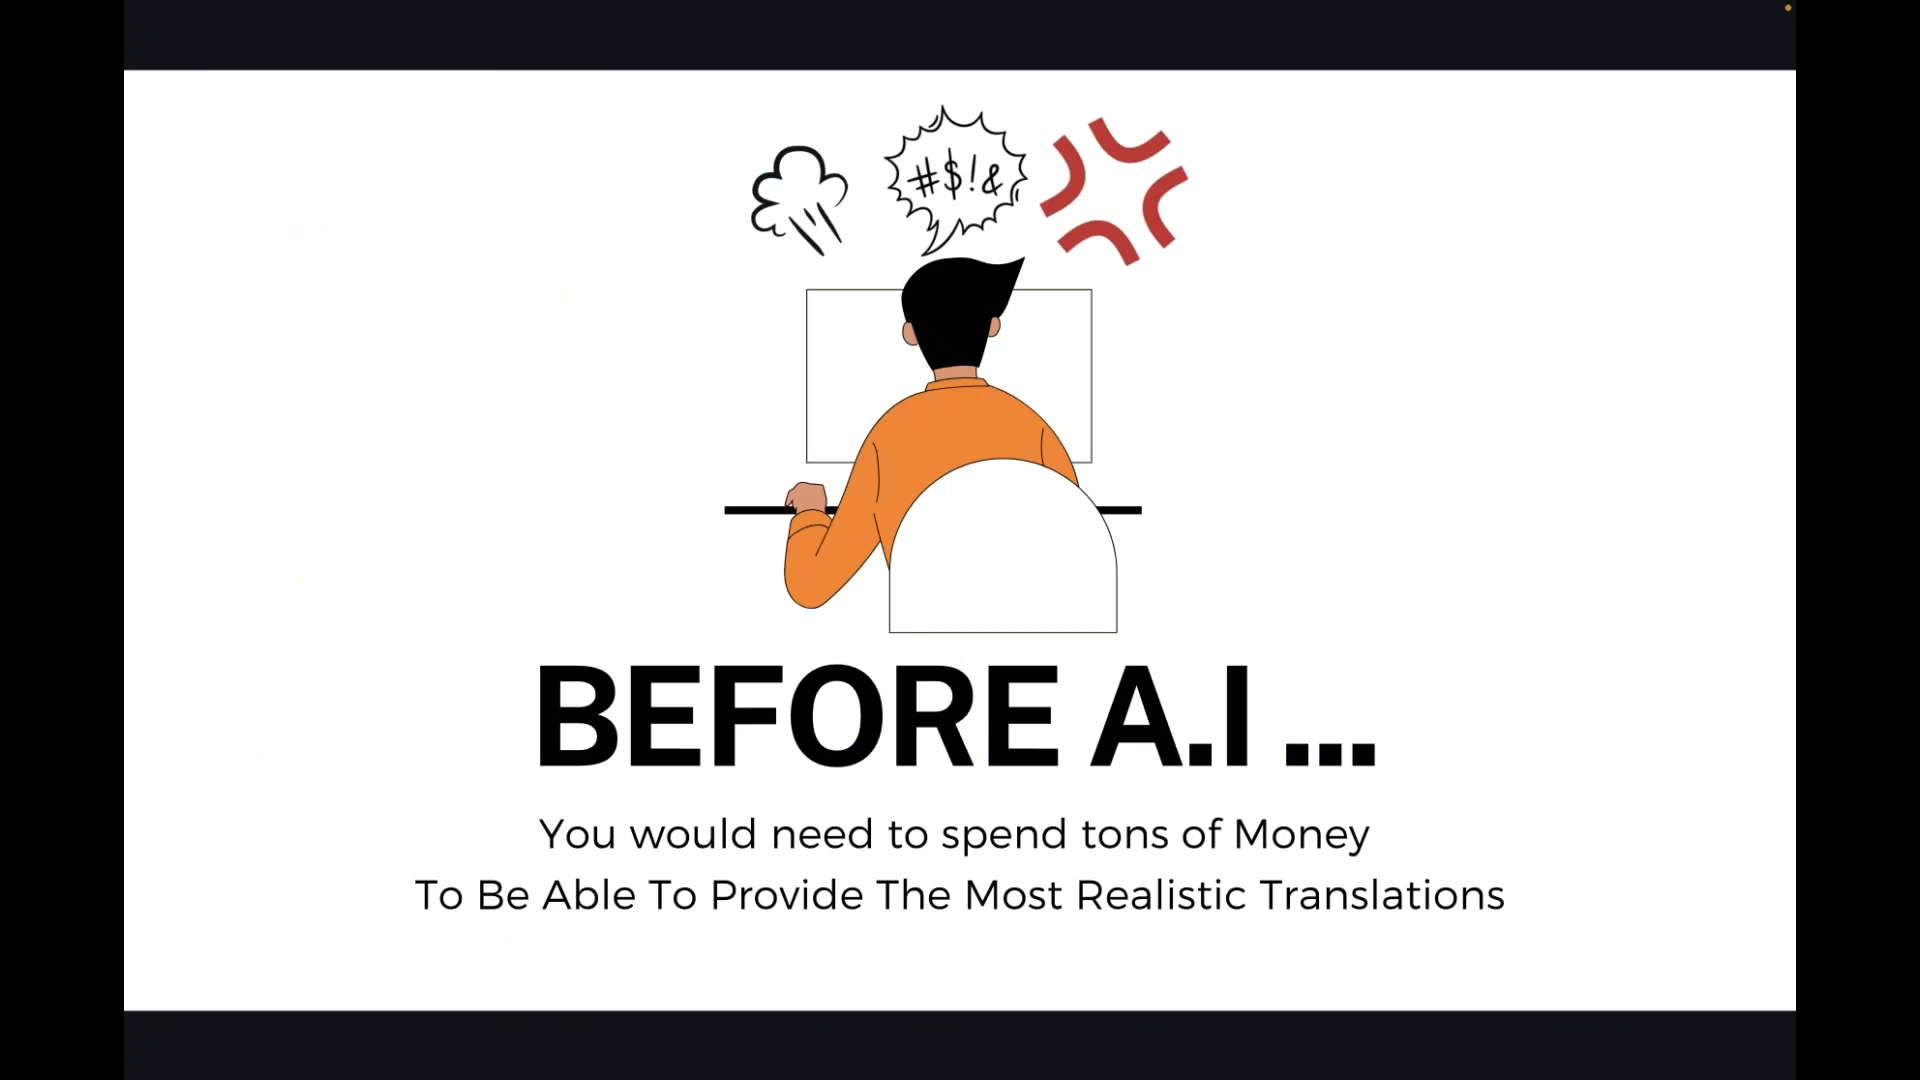 #$!&
BEFORE A.I ...
You would need to spend tons of Money
To Be Able To Provide The Most Realistic Translations